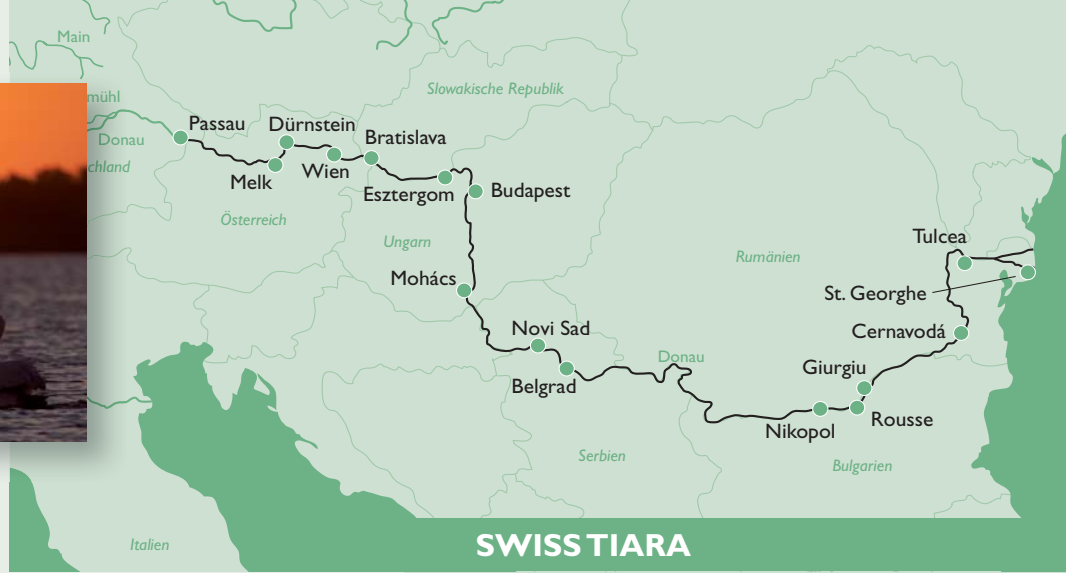 Main
mühl
Slowakische Republik
Passau
Dürnstein
Bratislava
Donau
chland
Melk
Wien
Esztergom
Budapest
Österreich
Ungarn
Tulcea
Rumänien
Mohács
St. Georghe
Novi Sad
Cernavodá
Donau
Giurgiu
Belgrad
Rousse
Nikopol
Serbien
Bulgarien
Italien
SWISS TIARA